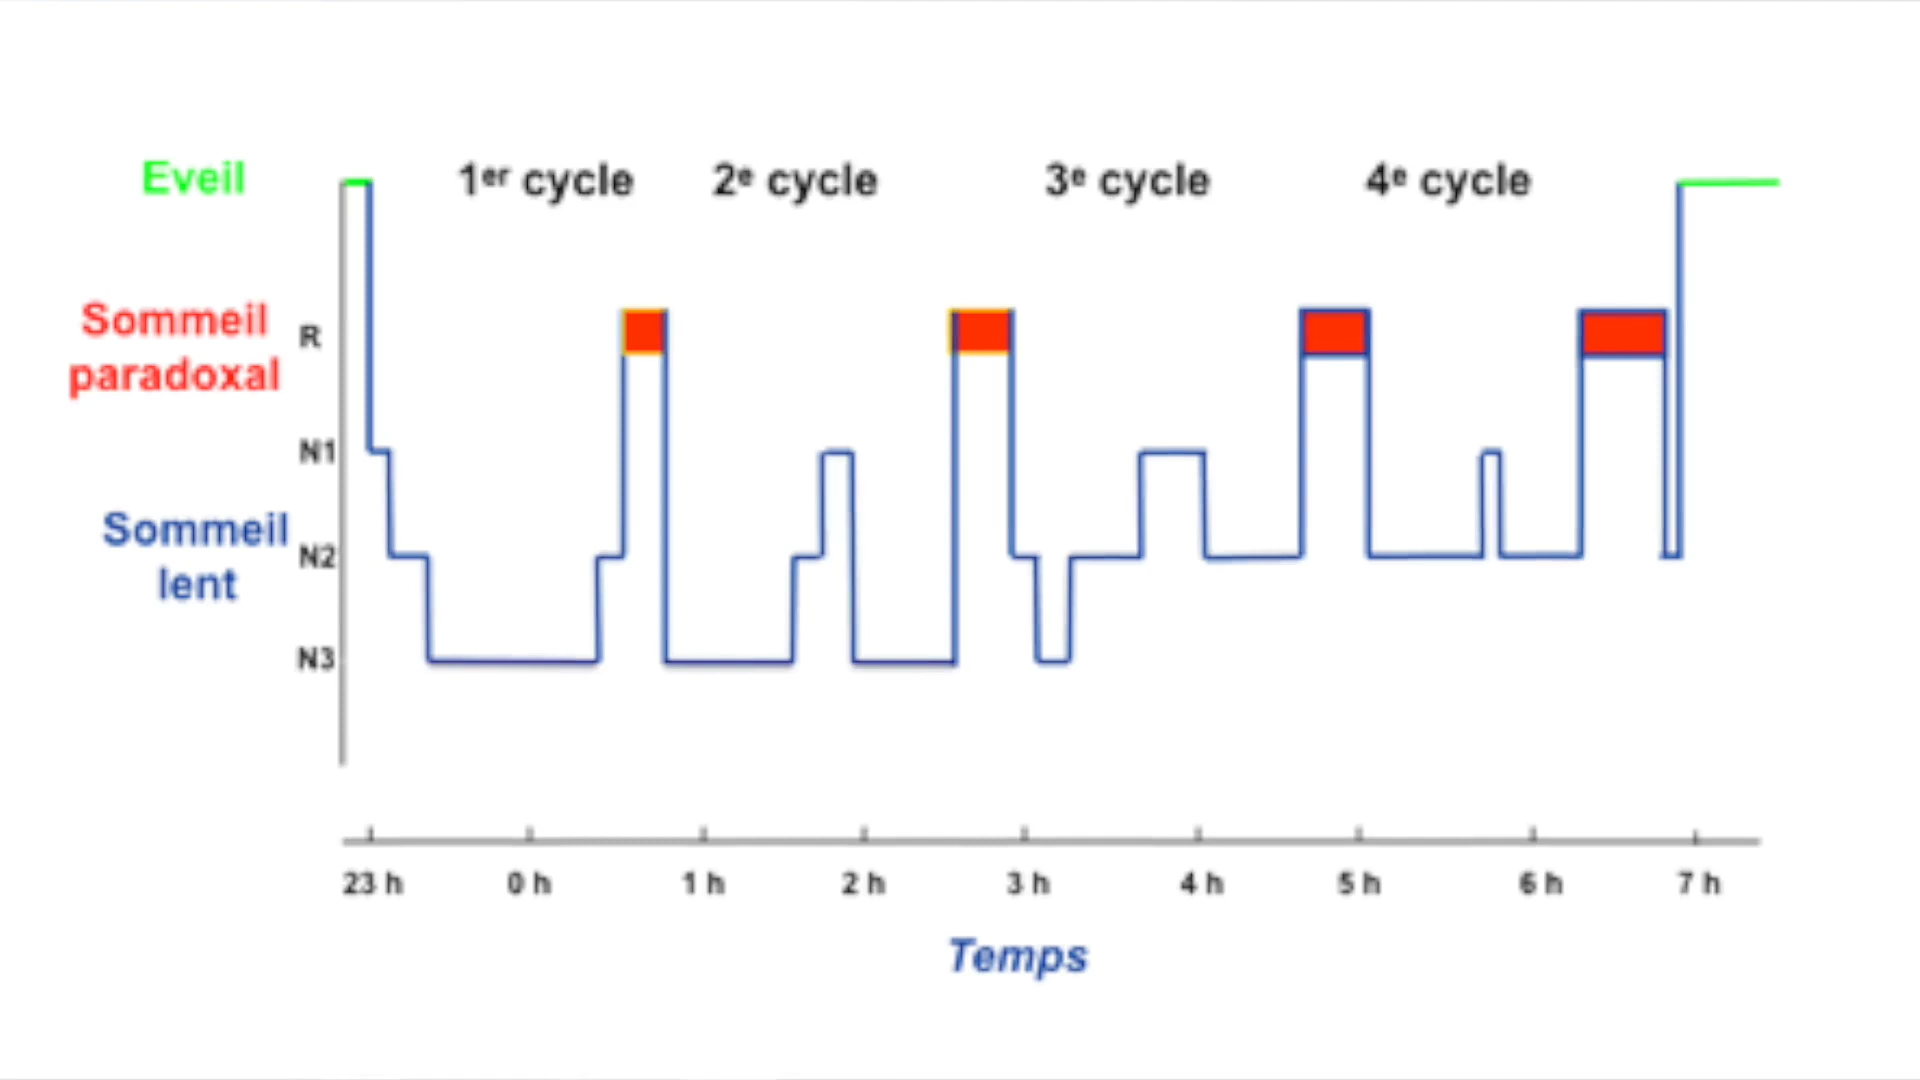 Eveil
1er cycle
2e cycle
3e cycle
4e cycle
Sommeil
paradoxal
R
N1
Sommeil
lent
N2
N3
23 h
0 h
1 h
2 h
3 h
4 h
5 h
6 h
7 h
Temps